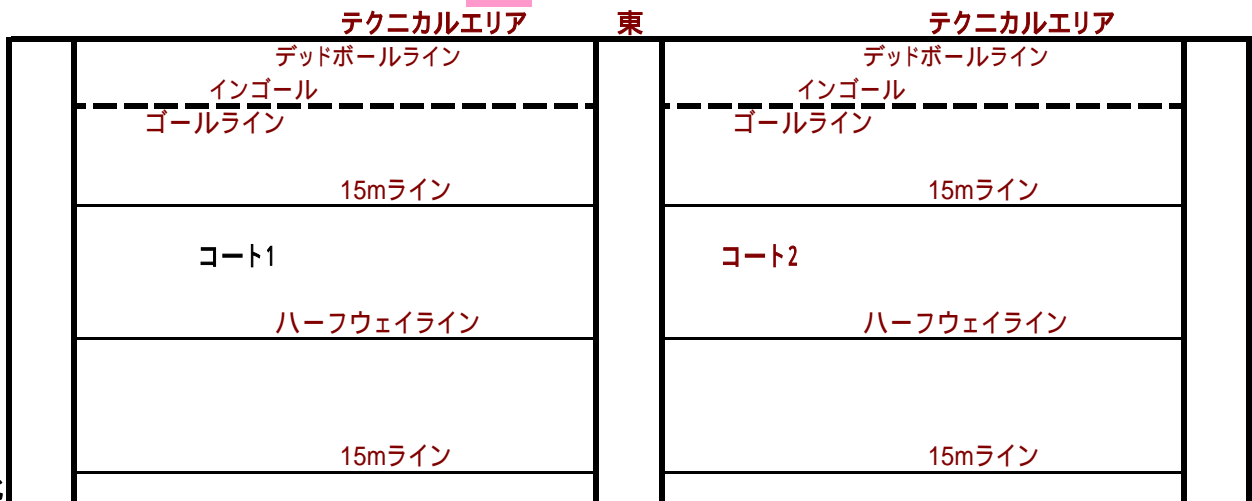 テクニカルエリア 東 テクニカルエリア
デッドボールライン デッドボールライン
インゴール インゴール
ゴールライン ゴールライン
15mライン 15mライン
コート1 コート2
ハーフウェイライン ハーフウェイライン
15mライン 15mライン